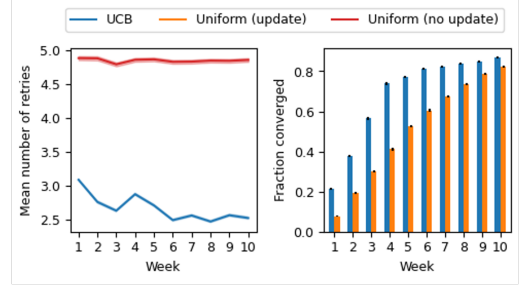 UCB Uniform (update) Uniform (no update)
Mean number of retries
5.0
4.5
4.0
3.5
3.0
2.5
1 2 3 4 5 6 7 8 9 10
Week
Fraction converged
0.8
0.6
0.4
0.2
0.0
1 2 3 4 5 6 7 8 9 10
Week